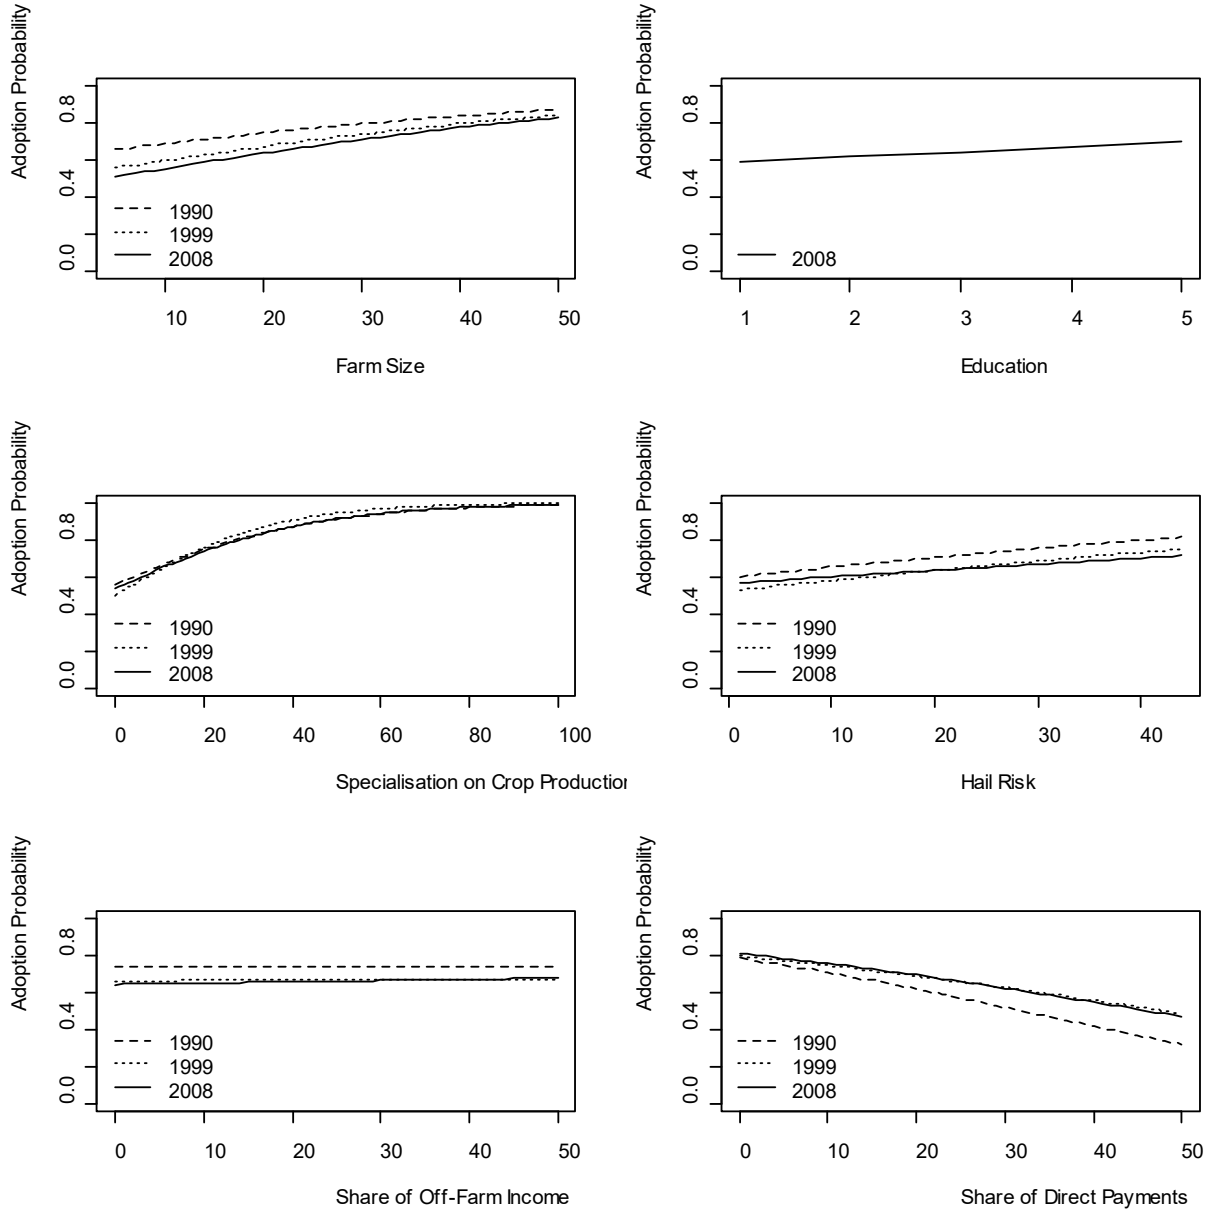 Adoption Probability
0.8
0.4
0.0
1990
1999
2008
10 20 30 40 50
Farm Size
Adoption Probability
0.8
0.4
0.0
2008
1 2 3 4 5
Education
Adoption Probability
0.8
0.4
0.0
1990
1999
2008
0 20 40 60 80 100
Specialisation on Crop Production
Adoption Probability
0.8
0.4
0.0
1990
1999
2008
0 10 20 30 40
Hail Risk
Adoption Probability
0.8
0.4
0.0
1990
1999
2008
0 10 20 30 40 50
Share of Off-Farm Income
Adoption Probability
0.8
0.4
0.0
1990
1999
2008
0 10 20 30 40 50
Share of Direct Payments